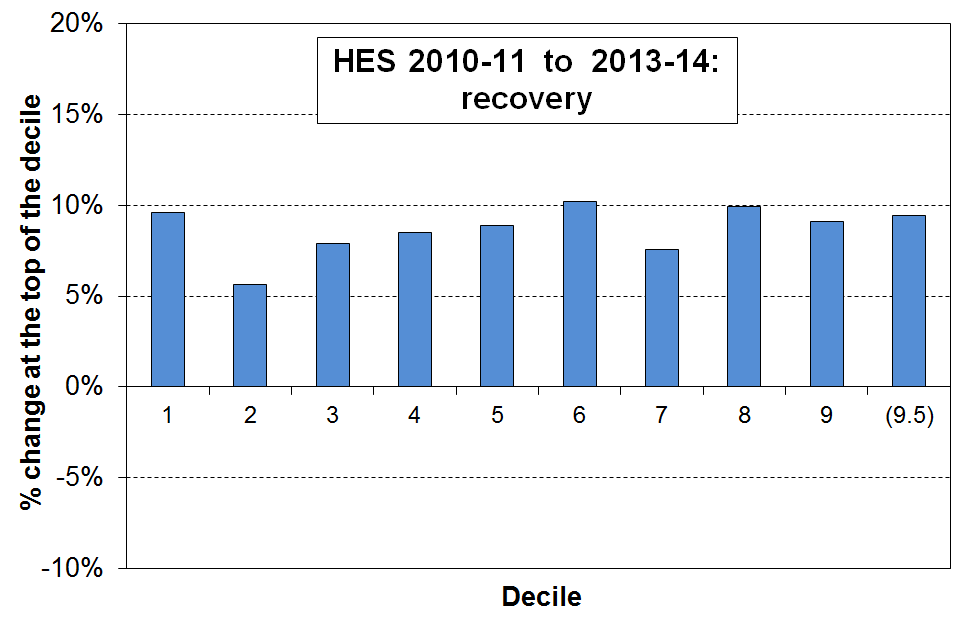 HES 2010-11 to 2013-14:
recovery
% change at the top of the decile
20%
15%
10%
5%
0%
-5%
-10%
1 2 3 4 5 6 7 8 9 (9.5)
Decile